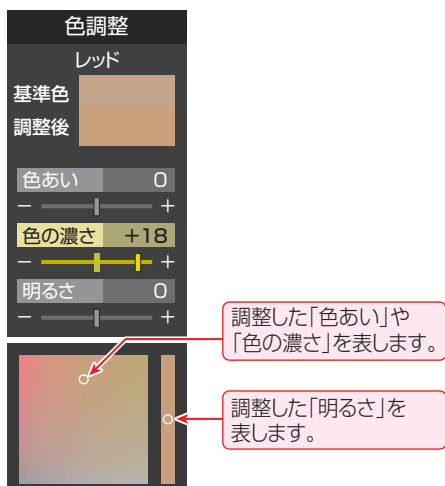 色調整
レッド
基準色
調整後
色あい 0
− +
色の濃さ +18
− +
明るさ 0
− +
調整した「色あい」や
「色の濃さ」を表します。
調整した「明るさ」を
表します。